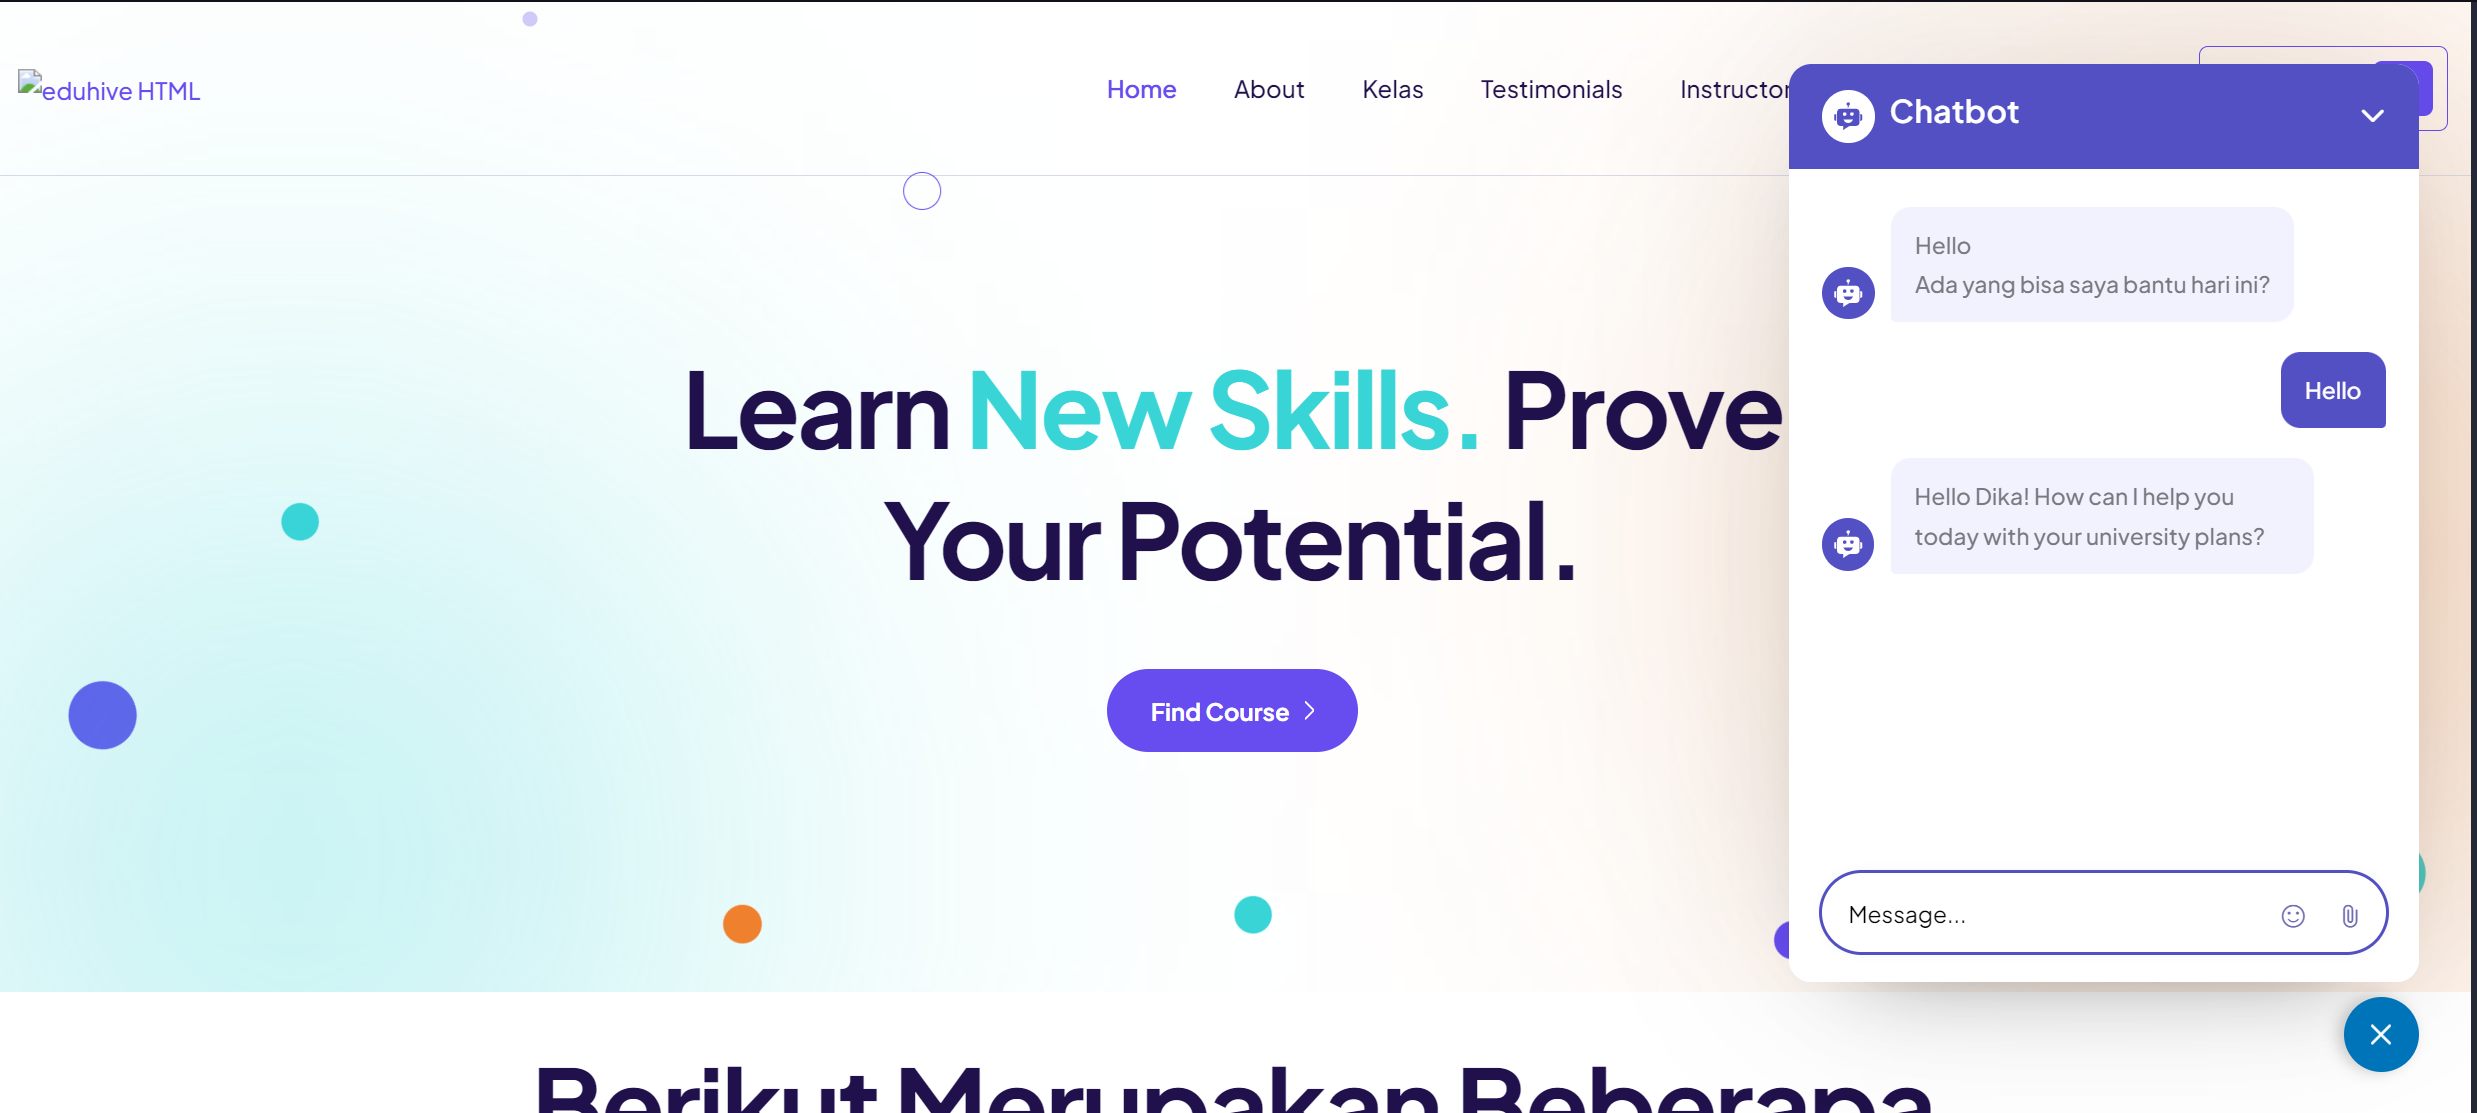 eduhive HTML
Home About Kelas Testimonials Instructor
Learn New Skills. Prove
Your Potential.
Find Course
Berikut Merupakan Beberapa
Chatbot
Hello
Ada yang bisa saya bantu hari ini?
Hello
Hello Dika! How can I help you
today with your university plans?
Message...